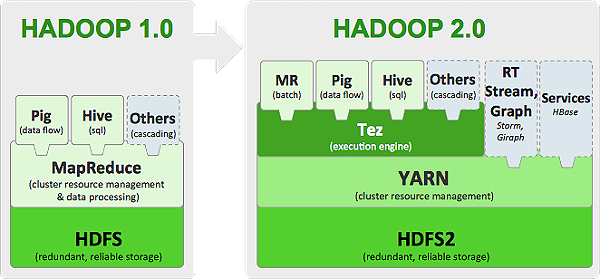 HADOOP 1.0
Pig
(data flow)
Hive
(sql)
Others
(cascading)
MapReduce
(cluster resource management
& data processing)
HDFS
(redundant, reliable storage)
HADOOP 2.0
MR
(batch)
Pig
(data flow)
Hive
(sql)
Others
(cascading)
RT
Stream,
Graph
Storm,
Giraph
Services
HBase
Tez
(execution engine)
YARN
(cluster resource management)
HDFS2
(redundant, reliable storage)